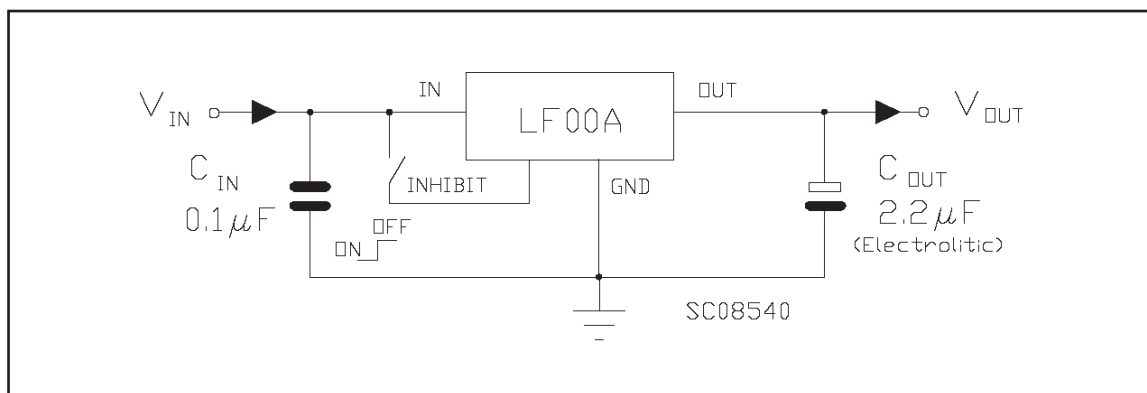 V IN
IN
LF00A
OUT
V OUT
C IN
0.1μF
INHIBIT
GND
C OUT
2.2μF
(Electrolitic)
OFF
ON
SC08540